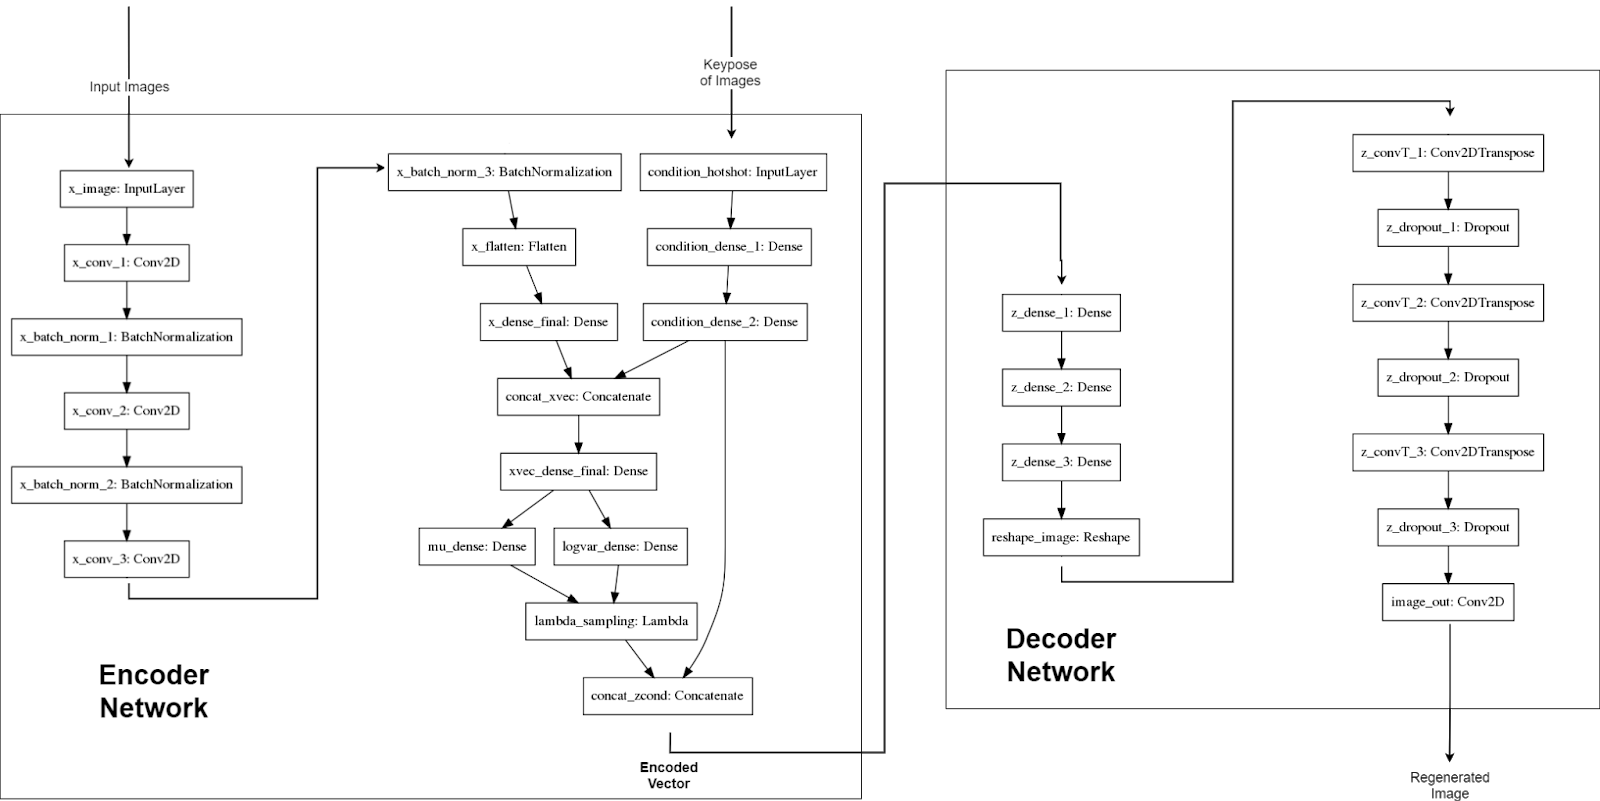 Input Images
Keypose
of Images
x_image: InputLayer
x_conv_1: Conv2D
x_batch_norm_1: BatchNormalization
x_conv_2: Conv2D
x_batch_norm_2: BatchNormalization
x_conv_3: Conv2D
Encoder
Network
x_batch_norm_3: BatchNormalization
x_flatten: Flatten
x_dense_final: Dense
condition_hotshot: InputLayer
condition_dense_1: Dense
condition_dense_2: Dense
concat_xvec: Concatenate
xvec_dense_final: Dense
mu_dense: Dense
logvar_dense: Dense
lambda_sampling: Lambda
concat_zcond: Concatenate
Encoded
Vector
z_dense_1: Dense
z_dense_2: Dense
z_dense_3: Dense
reshape_image: Reshape
Decoder
Network
z_convT_1: Conv2DTranspose
z_dropout_1: Dropout
z_convT_2: Conv2DTranspose
z_dropout_2: Dropout
z_convT_3: Conv2DTranspose
z_dropout_3: Dropout
image_out: Conv2D
Regenerated
Image